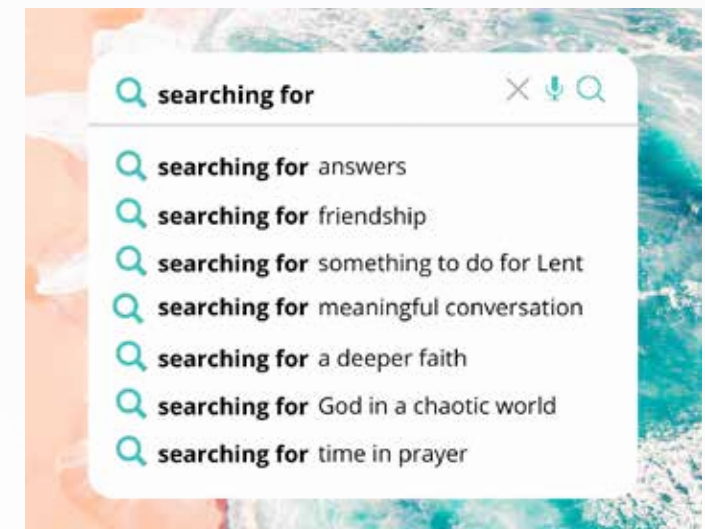 searching for
searching for answers
searching for friendship
searching for something to do for Lent
searching for meaningful conversation
searching for a deeper faith
searching for God in a chaotic world
searching for time in prayer